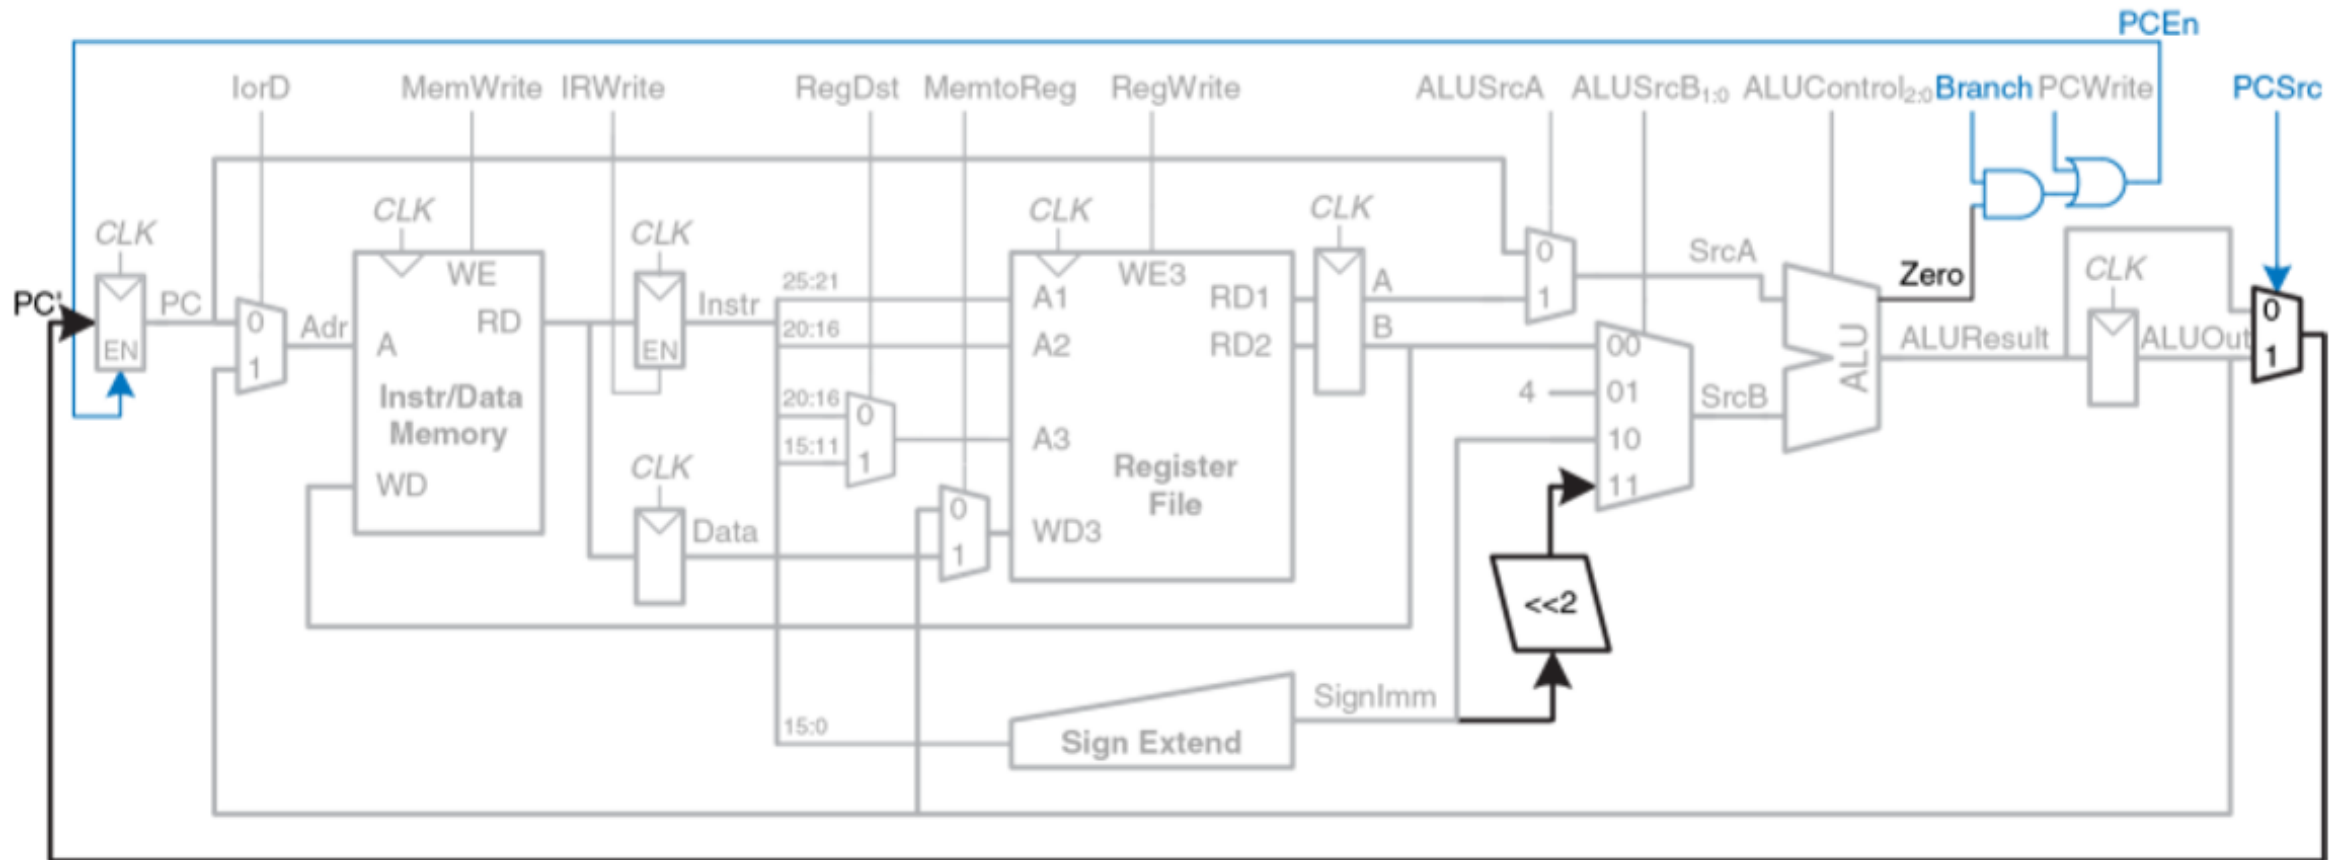 PCEn
IorD MemWrite IRWrite RegDst MemtoReg RegWrite ALUSrcA ALUSrcB1:0 ALUControl2:0 Branch PCWrite PCSrc
CLK CLK CLK CLK CLK CLK
PC' PC EN
0 1 Adr
WE RD A Instr/Data Memory WD
Instr EN
CLK Data
25:21
20:16
20:16 0
15:11 1
0 1
WE3 A1 RD1 A2 RD2 A3 Register File WD3
A
B
0 1 SrcA
00
4 01 SrcB
10
11
<<2
SignImm
15:0 Sign Extend
ALU Zero
ALUResult ALUOut
0 1